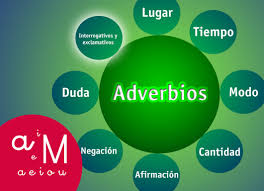 Lugar
Interrogativos y
exclamativos
Tiempo
Duda
Adverbios
Modo
Negación
Cantidad
Afirmación
a i M
e
a e i o u